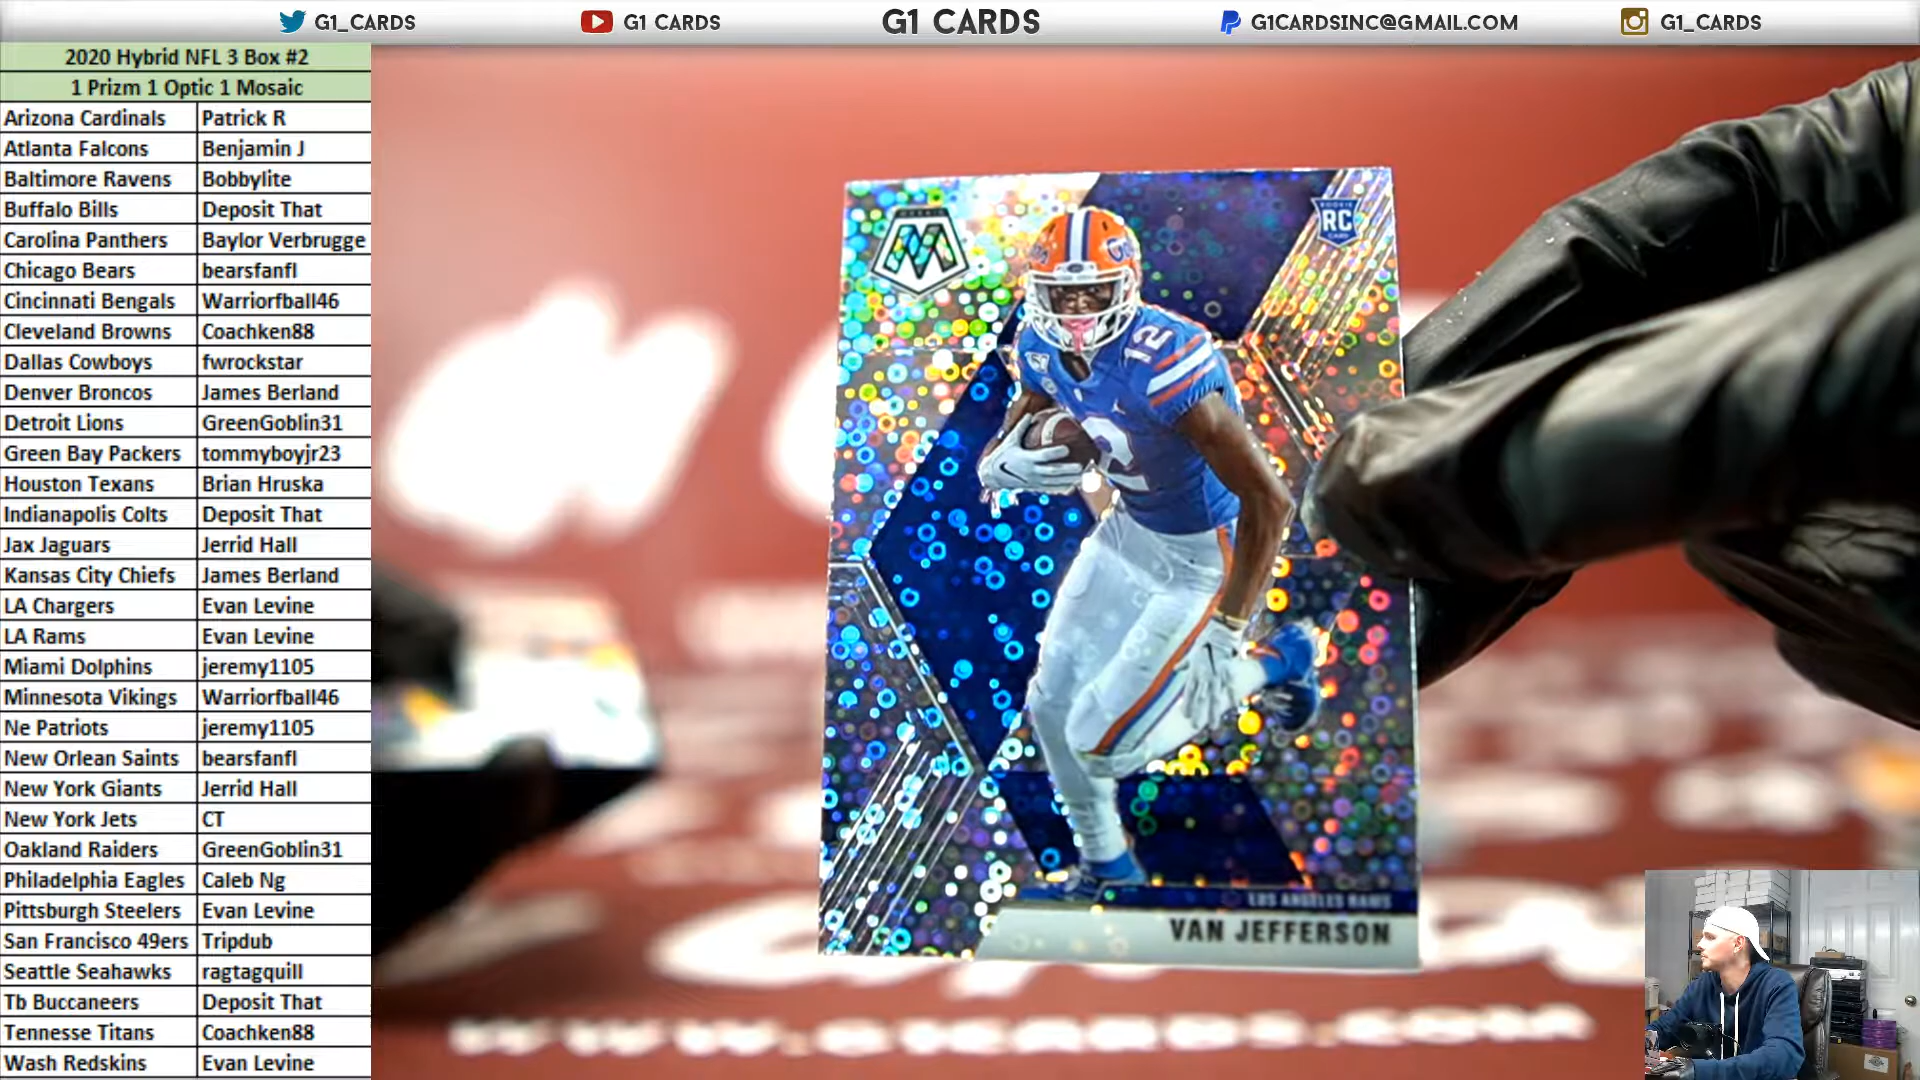 G1_CARDS G1 CARDS G1 CARDS G1CARDSINC@GMAIL.COM G1_CARDS
2020 Hybrid NFL 3 Box #2
1 Prizm 1 Optic 1 Mosaic
Arizona Cardinals Patrick R
Atlanta Falcons Benjamin J
Baltimore Ravens Bobbylite
Buffalo Bills Deposit That
Carolina Panthers Baylor Verbrugge
Chicago Bears bearsfanfl
Cincinnati Bengals Warriorfball46
Cleveland Browns Coachken88
Dallas Cowboys fwrockstar
Denver Broncos James Berland
Detroit Lions GreenGoblin31
Green Bay Packers tommyboyjr23
Houston Texans Brian Hruska
Indianapolis Colts Deposit That
Jax Jaguars Jerrid Hall
Kansas City Chiefs James Berland
LA Chargers Evan Levine
LA Rams Evan Levine
Miami Dolphins jeremy1105
Minnesota Vikings Warriorfball46
Ne Patriots jeremy1105
New Orlean Saints bearsfanfl
New York Giants Jerrid Hall
New York Jets CT
Oakland Raiders GreenGoblin31
Philadelphia Eagles Caleb Ng
Pittsburgh Steelers Evan Levine
San Francisco 49ers Tripdub
Seattle Seahawks ragtagquill
Tb Buccaneers Deposit That
Tennesse Titans Coachken88
Wash Redskins Evan Levine
MOSAIC
M
ROOKIE
RC
CARD
12
12
LOS ANGELES RAMS
VAN JEFFERSON